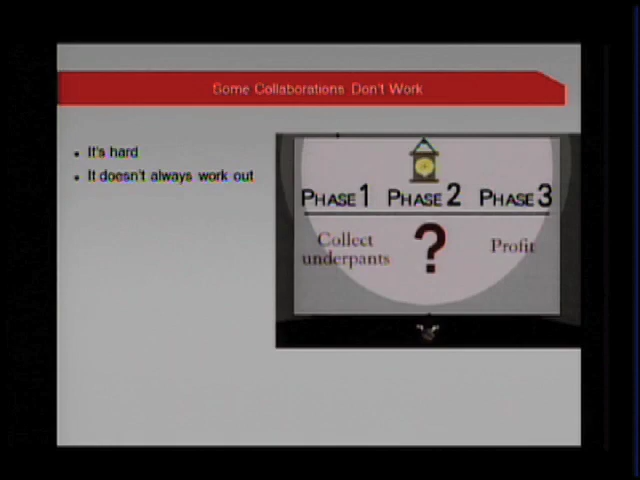 Some Collaborations Don't Work
• It's hard
• It doesn't always work out
PHASE 1 PHASE 2 PHASE 3
Collect underpants
?
Profit